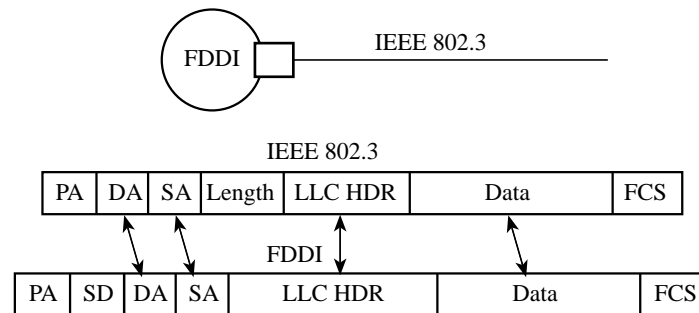 FDDI
IEEE 802.3
IEEE 802.3
PA DA SA Length LLC HDR Data FCS
FDDI
PA SD DA SA LLC HDR Data FCS